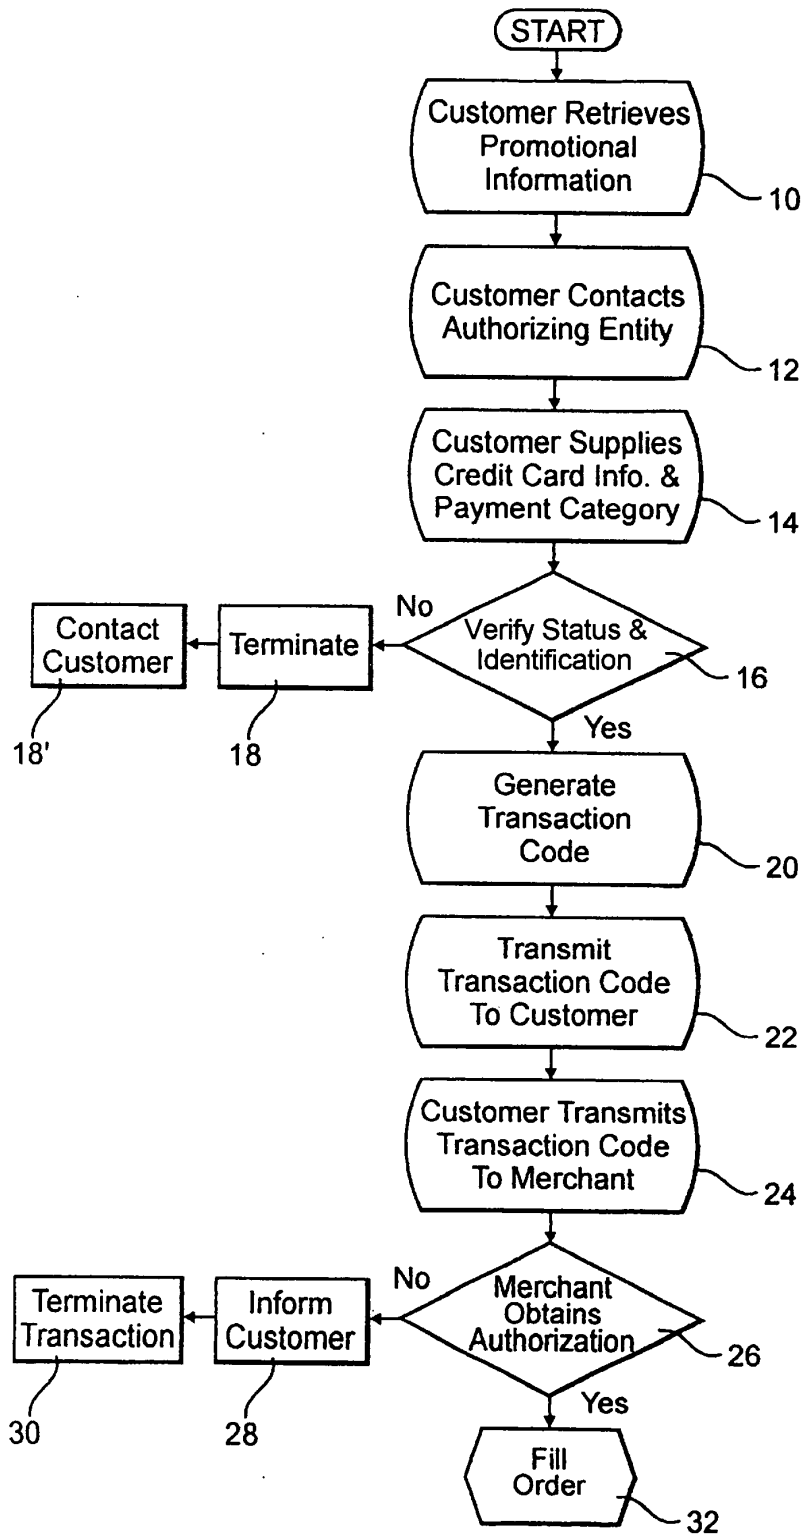 START
Customer Retrieves
Promotional
Information
10
Customer Contacts
Authorizing Entity
12
Customer Supplies
Credit Card Info. &
Payment Category
14
No
Verify Status &
Identification
16
Terminate
18
Contact
Customer
18'
Yes
Generate
Transaction
Code
20
Transmit
Transaction Code
To Customer
22
Customer Transmits
Transaction Code
To Merchant
24
No
Merchant
Obtains
Authorization
26
Inform
Customer
28
Terminate
Transaction
30
Yes
Fill
Order
32